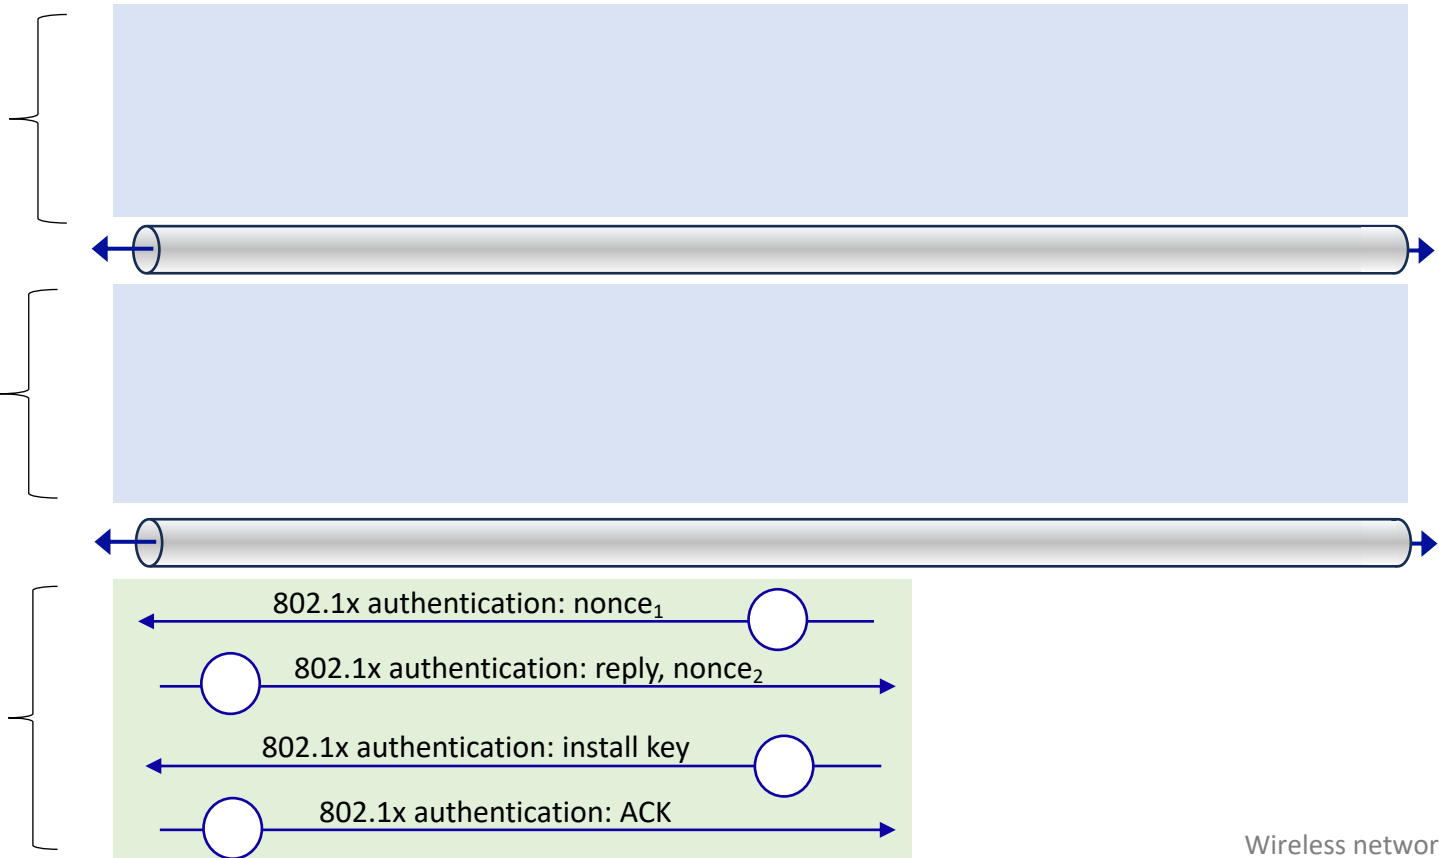 802.1x authentication: nonce₁
802.1x authentication: reply, nonce₂
802.1x authentication: install key
802.1x authentication: ACK
Wireless networ